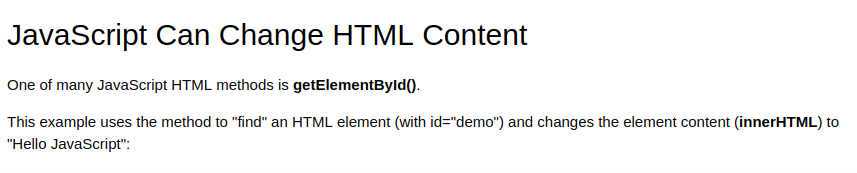 JavaScript Can Change HTML Content
One of many JavaScript HTML methods is getElementById().
This example uses the method to "find" an HTML element (with id="demo") and changes the element content (innerHTML) to
"Hello JavaScript":